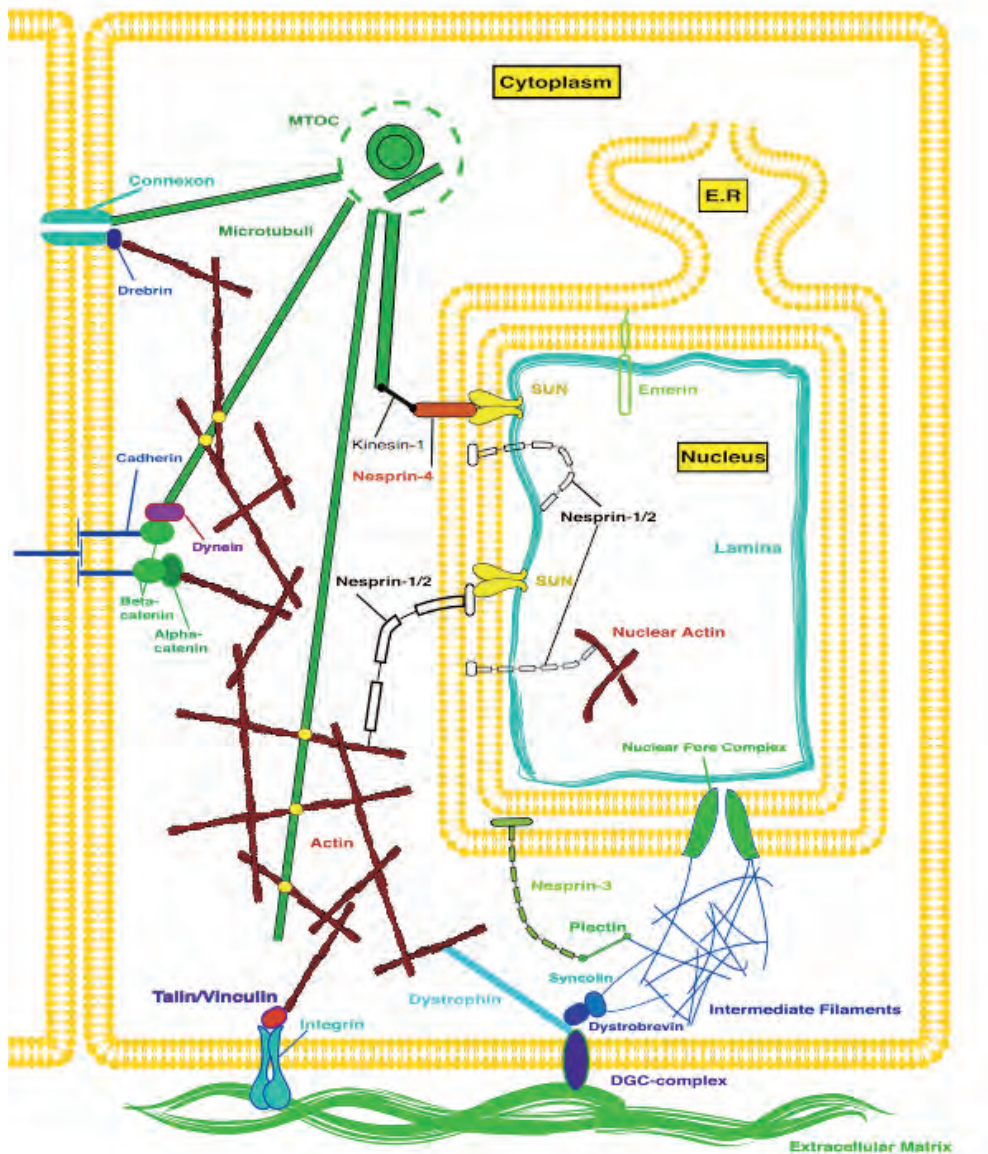 Cytoplasm
MTOC
Connexon
E.R
Microtubuli
Drebrin
SUN
Emerin
Kinesin-1
Cadherin
Nesprin-4
Nucleus
Nesprin-1/2
Dynein
Lamina
Nesprin-1/2
SUN
Beta-
catenin
Alpha-
catenin
Nuclear Actin
Nuclear Pore Complex
Actin
Nesprin-3
Plectin
Syncolin
Talin/Vinculin
Dystrophin
Intermediate Filaments
Integrin
Dystrobrevin
DGC-complex
Extracellular Matrix